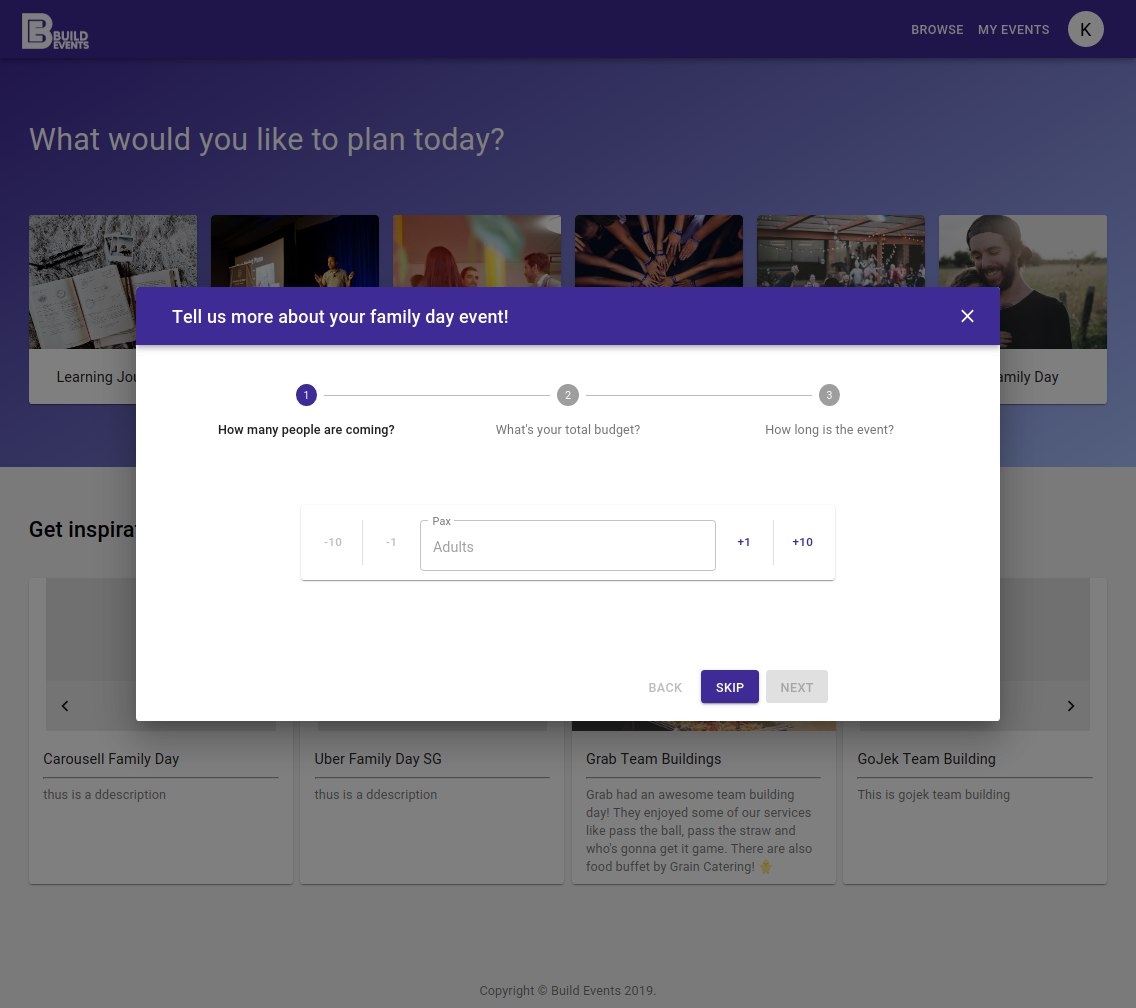 BUILD
EVENTS
BROWSE
MY EVENTS
K
What would you like to plan today?
Learning Jou
amily Day
Tell us more about your family day event!
1
2
3
How many people are coming?
What's your total budget?
How long is the event?
-10
-1
Pax
Adults
+1
+10
BACK
SKIP
NEXT
Get inspira
Carousell Family Day
thus is a ddescription
Uber Family Day SG
thus is a ddescription
Grab Team Buildings
Grab had an awesome team building
day! They enjoyed some of our services
like pass the ball, pass the straw and
who's gonna get it game. There are also
food buffet by Grain Catering! 🐥
GoJek Team Building
This is gojek team building
Copyright © Build Events 2019.